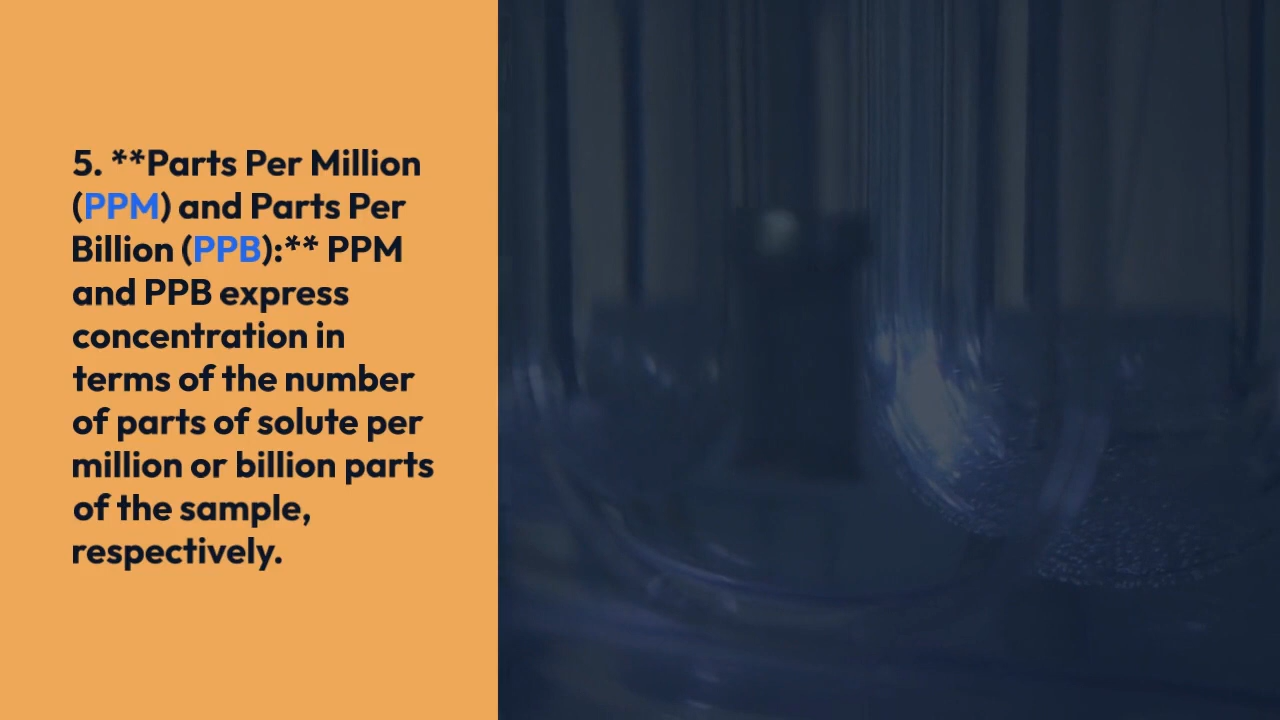 5. **Parts Per Million
(PPM) and Parts Per
Billion (PPB):** PPM
and PPB express
concentration in
terms of the number
of parts of solute per
million or billion parts
of the sample,
respectively.